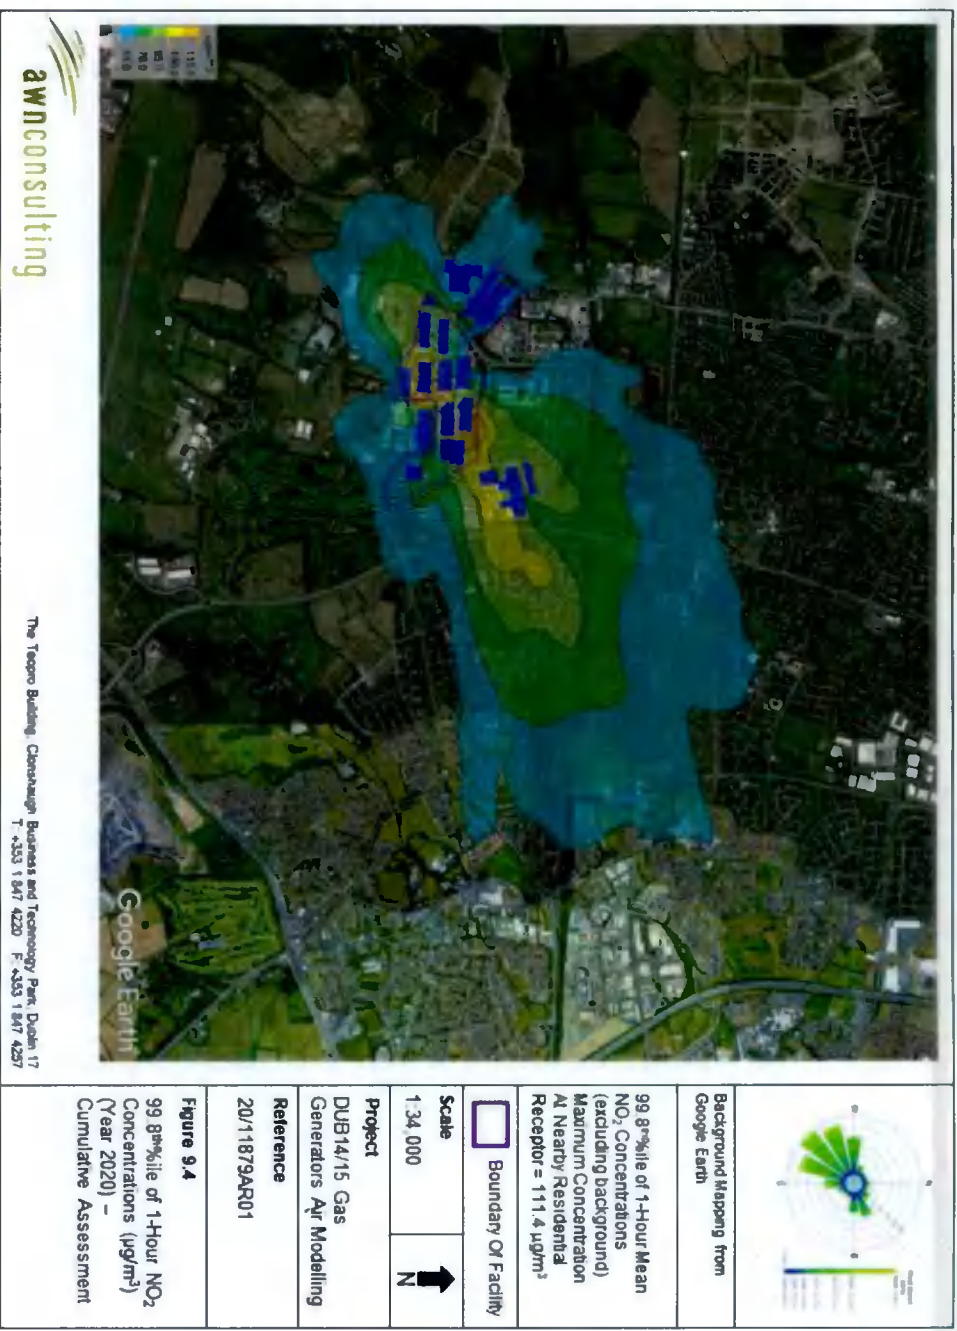 Background Mapping from
Google Earth
99.8th%ile of 1-Hour Mean
NO2 Concentrations
(excluding background)
Maximum Concentration
At Nearby Residential
Receptor = 111.4 µg/m3
Boundary Of Facility
Scale
1:34,000
N
Project
DUB14/15 Gas
Generators Air Modelling
Reference
20/11879AR01
Figure 9.4
99.8th%ile of 1-Hour NO2
Concentrations (µg/m3)
(Year 2020) –
Cumulative Assessment
Google Earth
awnconsulting
The Tecpro Building, Clonshaugh Business and Technology Park, Dublin 17
T: +353 1 847 4220 F: +353 1 847 4257